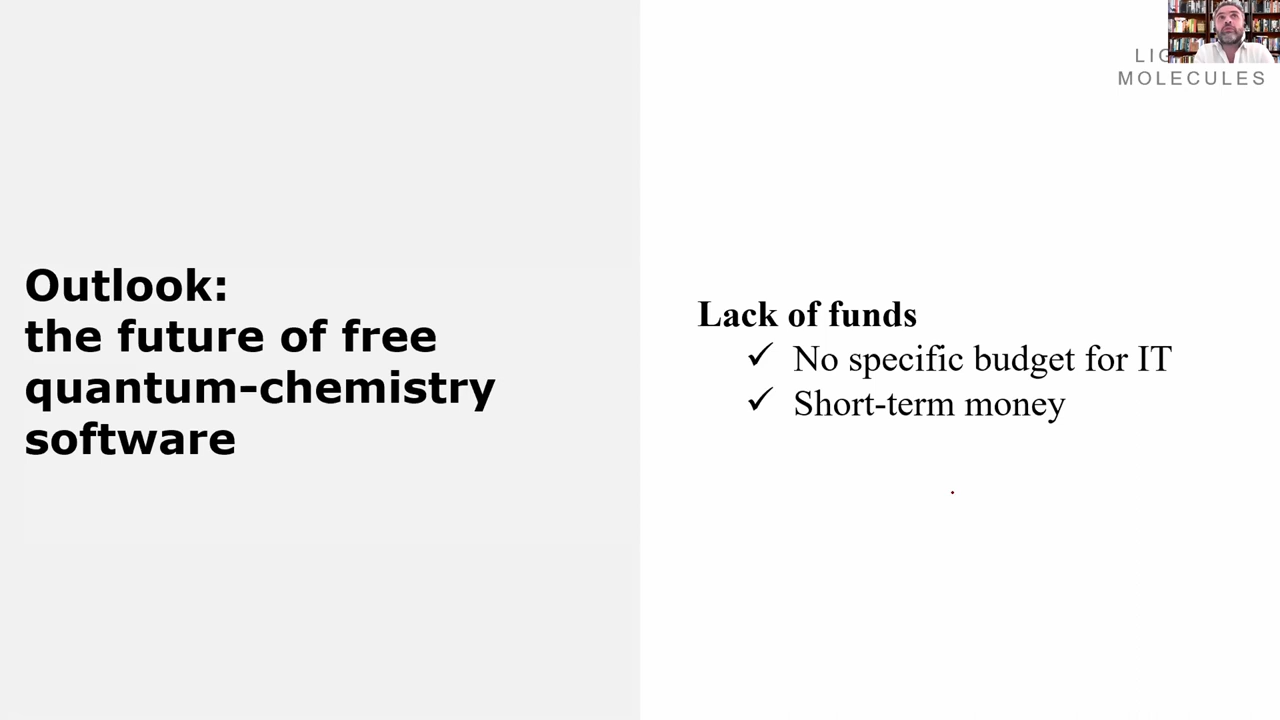 Outlook:
the future of free
quantum-chemistry
software
MOLECULES
Lack of funds
✓ No specific budget for IT
✓ Short-term money